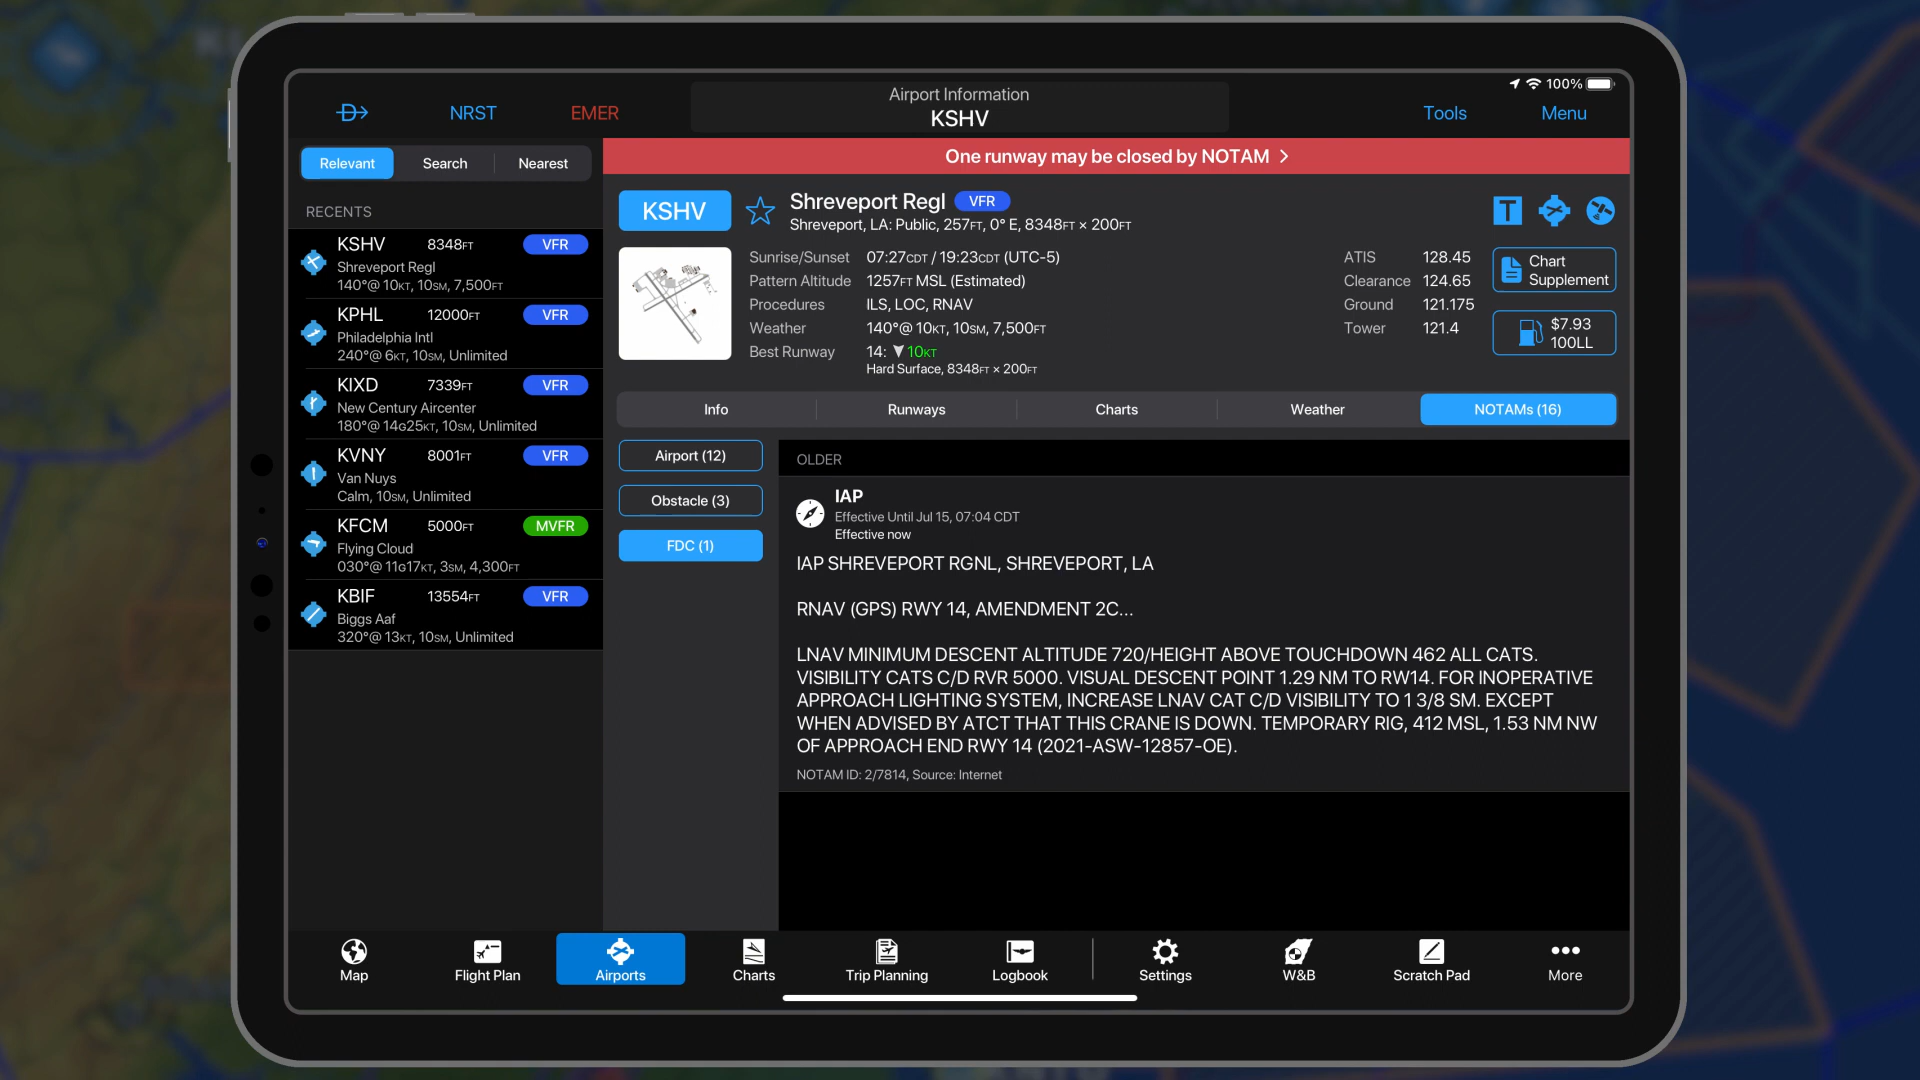 100%
NRST
EMER
Airport Information
KSHV
Tools
Menu
Relevant
Search
Nearest
RECENTS
KSHV 8348FT VFR
Shreveport Regl
140°@ 10KT, 10SM, 7,500FT
KPHL 12000FT VFR
Philadelphia Intl
240°@ 6KT, 10SM, Unlimited
KIXD 7339FT VFR
New Century Aircenter
180°@ 14G25KT, 10SM, Unlimited
KVNY 8001FT VFR
Van Nuys
Calm, 10SM, Unlimited
KFCM 5000FT MVFR
Flying Cloud
030°@ 11G17KT, 3SM, 4,300FT
KBIF 13554FT VFR
Biggs Aaf
320°@ 13KT, 10SM, Unlimited
One runway may be closed by NOTAM >
KSHV
Shreveport Regl VFR
Shreveport, LA: Public, 257FT, 0° E, 8348FT × 200FT
T
Sunrise/Sunset 07:27CDT / 19:23CDT (UTC-5)
Pattern Altitude 1257FT MSL (Estimated)
Procedures ILS, LOC, RNAV
Weather 140°@ 10KT, 10SM, 7,500FT
Best Runway 14: 10KT
Hard Surface, 8348FT × 200FT
ATIS 128.45
Clearance 124.65
Ground 121.175
Tower 121.4
Chart
Supplement
$7.93
100LL
Info
Runways
Charts
Weather
NOTAMs (16)
Airport (12)
Obstacle (3)
FDC (1)
OLDER
IAP
Effective Until Jul 15, 07:04 CDT
Effective now
IAP SHREVEPORT RGNL, SHREVEPORT, LA
RNAV (GPS) RWY 14, AMENDMENT 2C...
LNAV MINIMUM DESCENT ALTITUDE 720/HEIGHT ABOVE TOUCHDOWN 462 ALL CATS.
VISIBILITY CATS C/D RVR 5000. VISUAL DESCENT POINT 1.29 NM TO RW14. FOR INOPERATIVE
APPROACH LIGHTING SYSTEM, INCREASE LNAV CAT C/D VISIBILITY TO 1 3/8 SM. EXCEPT
WHEN ADVISED BY ATCT THAT THIS CRANE IS DOWN. TEMPORARY RIG, 412 MSL, 1.53 NM NW
OF APPROACH END RWY 14 (2021-ASW-12857-OE).
NOTAM ID: 2/7814, Source: Internet
Map
Flight Plan
Airports
Charts
Trip Planning
Logbook
Settings
W&B
Scratch Pad
More